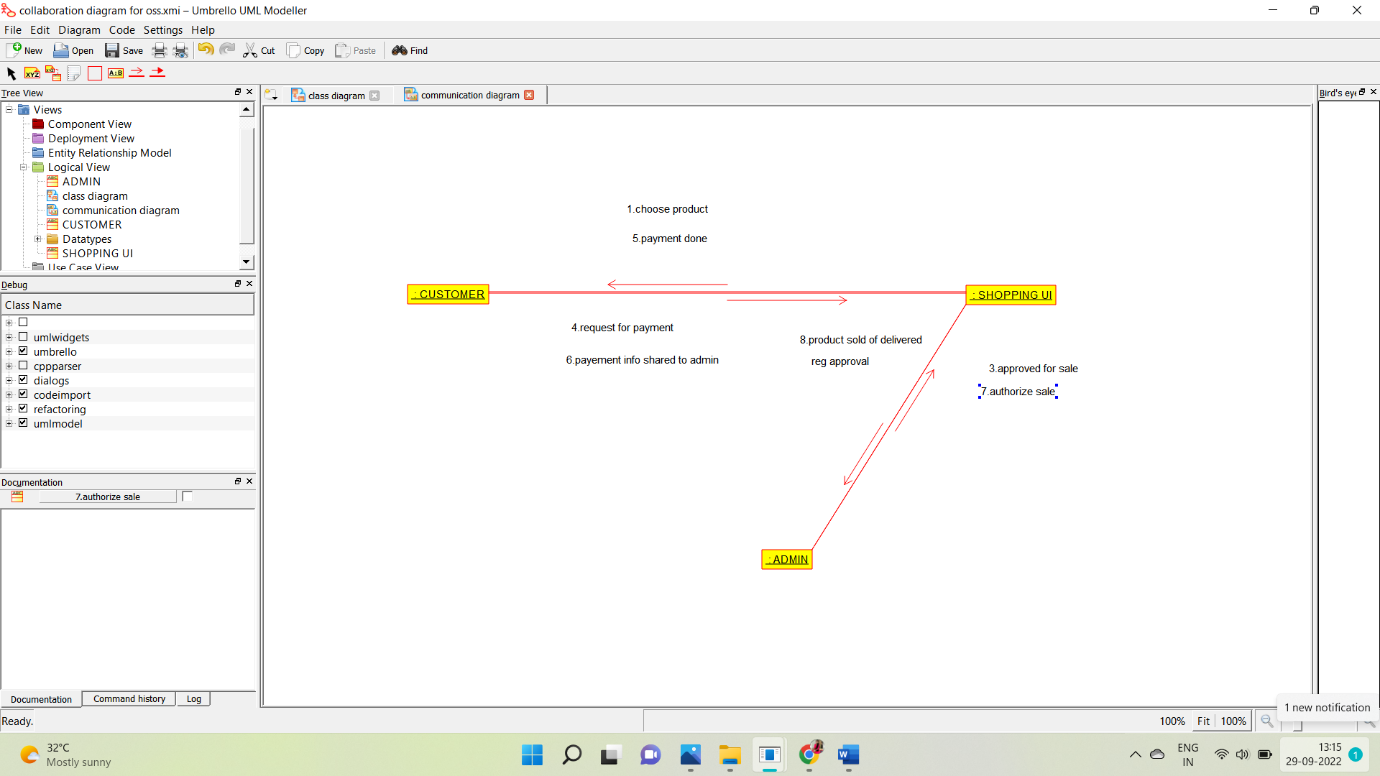 collaboration diagram for oss.xmi – Umbrello UML Modeller
File Edit Diagram Code Settings Help
New Open Save Cut Copy Paste Find
XYZ A:B
Tree View
class diagram communication diagram
Bird's eye
Views
Component View
Deployment View
Entity Relationship Model
Logical View
ADMIN
class diagram
communication diagram
CUSTOMER
Datatypes
SHOPPING UI
Use Case View
Debug
Class Name
umlwidgets
umbrello
cppparser
dialogs
codeimport
refactoring
umlmodel
Documentation
7.authorize sale
Documentation Command history Log
1.choose product
5.payment done
: CUSTOMER
: SHOPPING UI
4.request for payment
6.payement info shared to admin
8.product sold of delivered
reg approval
3.approved for sale
7.authorize sale
: ADMIN
1 new notification
Ready.
100% Fit 100%
32°C
Mostly sunny
ENG
IN
13:15
29-09-2022
1